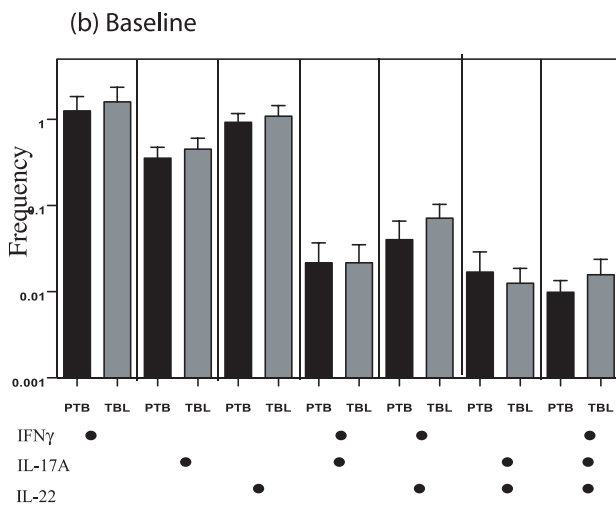 (b) Baseline
Frequency
1
0.1
0.01
0.001
PTB TBL PTB TBL PTB TBL PTB TBL PTB TBL PTB TBL PTB TBL
IFNγ
IL-17A
IL-22